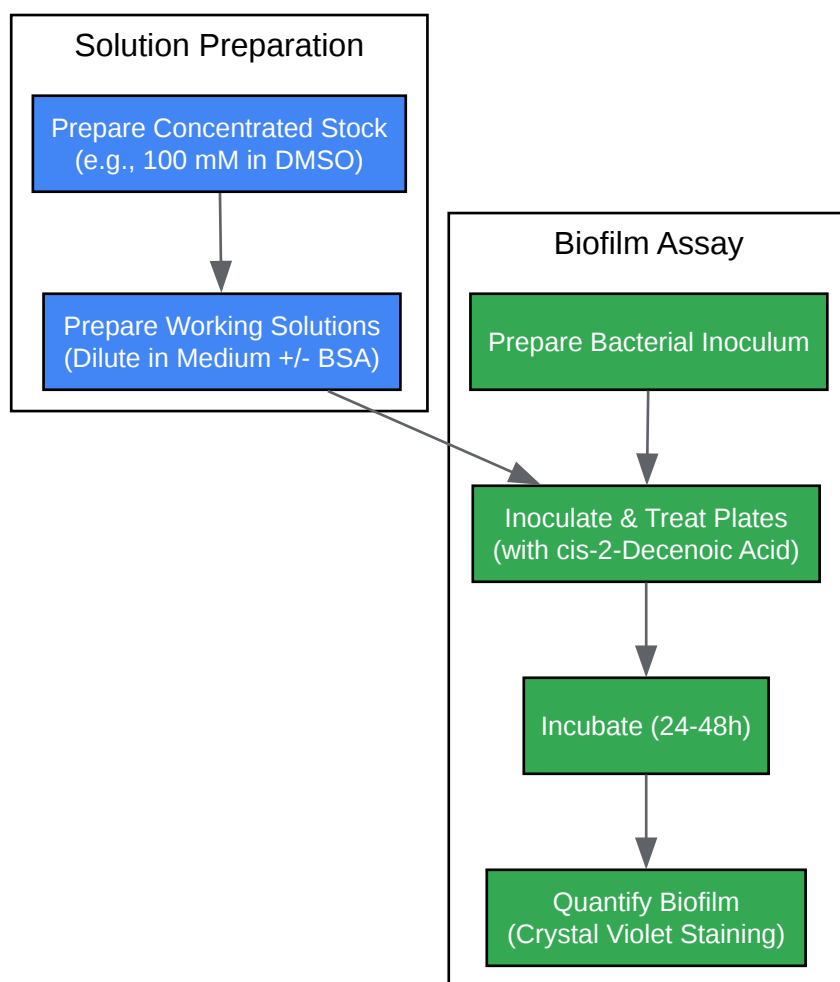 Solution Preparation
Prepare Concentrated Stock
(e.g., 100 mM in DMSO)
Prepare Working Solutions
(Dilute in Medium +/- BSA)
Biofilm Assay
Prepare Bacterial Inoculum
Inoculate & Treat Plates
(with cis-2-Decenoic Acid)
Incubate (24-48h)
Quantify Biofilm
(Crystal Violet Staining)